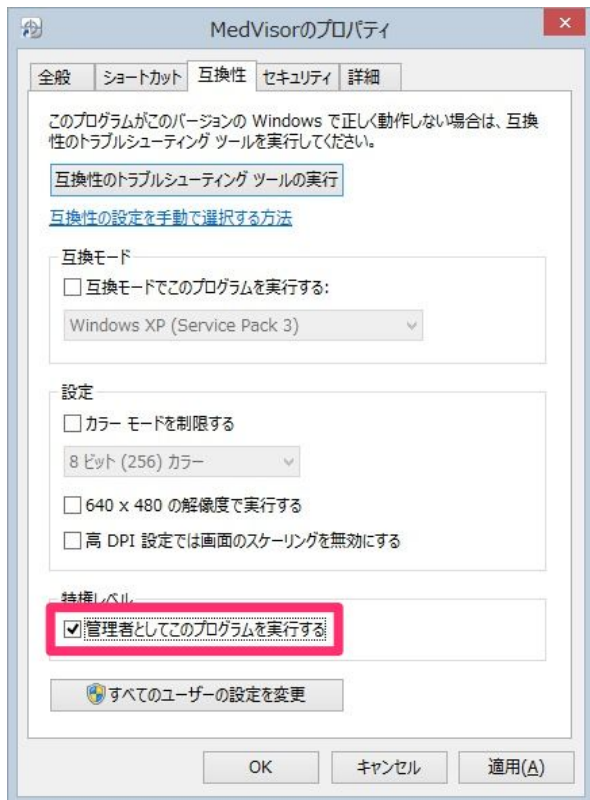 MedVisorのプロパティ
全般 ショートカット 互換性 セキュリティ 詳細
このプログラムがこのバージョンの Windows で正しく動作しない場合は、互換
性のトラブルシューティング ツールを実行してください。
互換性のトラブルシューティング ツールの実行
互換性の設定を手動で選択する方法
互換モード
互換モードでこのプログラムを実行する:
Windows XP (Service Pack 3)
設定
カラー モードを制限する
8 ビット (256) カラー
640 x 480 の解像度で実行する
高 DPI 設定では画面のスケーリングを無効にする
特権レベル
管理者としてこのプログラムを実行する
すべてのユーザーの設定を変更
OK キャンセル 適用(A)